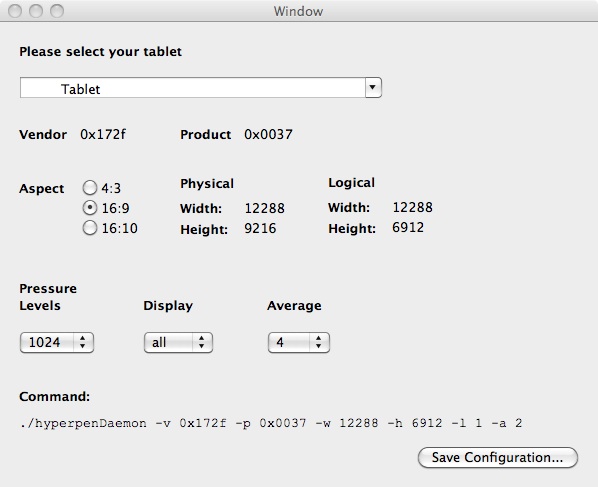 Window
Please select your tablet
Tablet
Vendor 0x172f Product 0x0037
Aspect 4:3 Physical Logical
16:9 Width: 12288 Width: 12288
16:10 Height: 9216 Height: 6912
Pressure
Levels Display Average
1024 all 4
Command:
./hyperpenDaemon -v 0x172f -p 0x0037 -w 12288 -h 6912 -l 1 -a 2
Save Configuration...